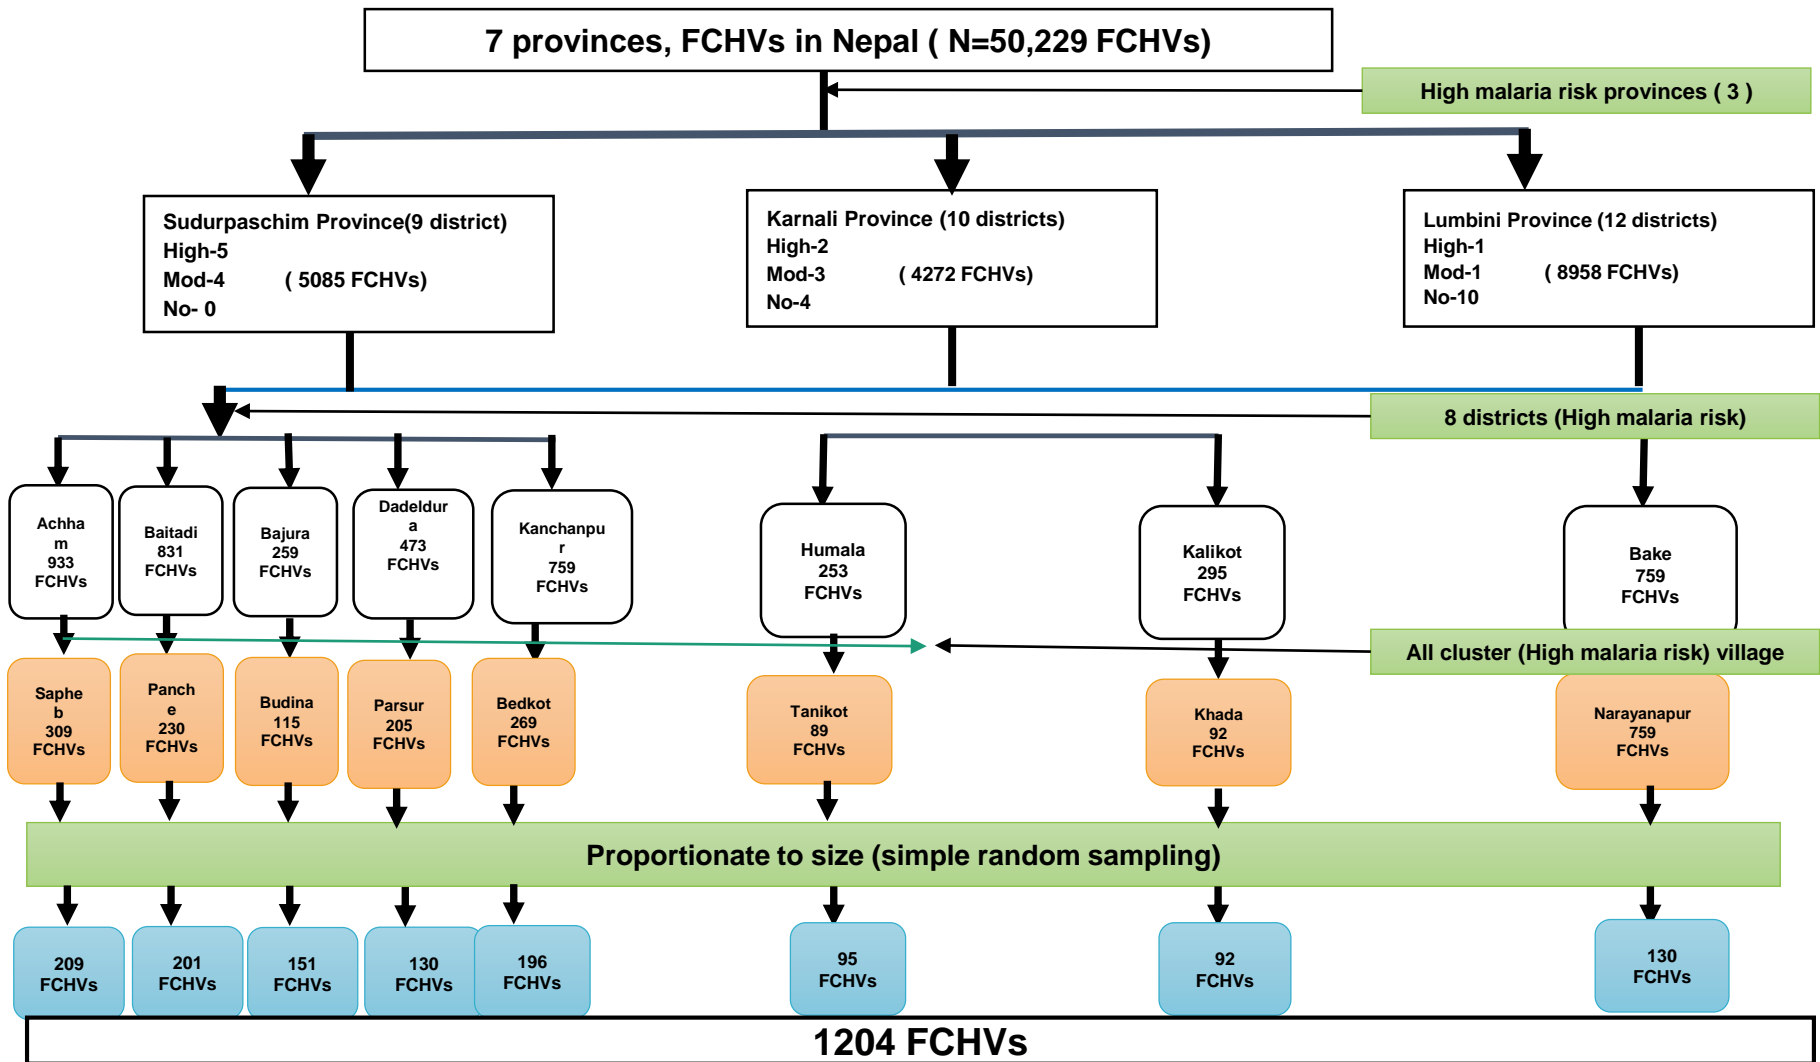 7 provinces, FCHVs in Nepal ( N=50,229 FCHVs)
High malaria risk provinces ( 3 )
Sudurpaschim Province(9 district)
High-5
Mod-4 ( 5085 FCHVs)
No- 0
Karnali Province (10 districts)
High-2
Mod-3 ( 4272 FCHVs)
No-4
Lumbini Province (12 districts)
High-1
Mod-1 ( 8958 FCHVs)
No-10
8 districts (High malaria risk)
Achha
m
933
FCHVs
Baitadi
831
FCHVs
Bajura
259
FCHVs
Dadeldur
a
473
FCHVs
Kanchanpu
r
759
FCHVs
Humala
253
FCHVs
Kalikot
295
FCHVs
Bake
759
FCHVs
All cluster (High malaria risk) village
Saphe
b
309
FCHVs
Panch
e
230
FCHVs
Budina
115
FCHVs
Parsur
205
FCHVs
Bedkot
269
FCHVs
Tanikot
89
FCHVs
Khada
92
FCHVs
Narayanapur
759
FCHVs
Proportionate to size (simple random sampling)
209
FCHVs
201
FCHVs
151
FCHVs
130
FCHVs
196
FCHVs
95
FCHVs
92
FCHVs
130
FCHVs
1204 FCHVs